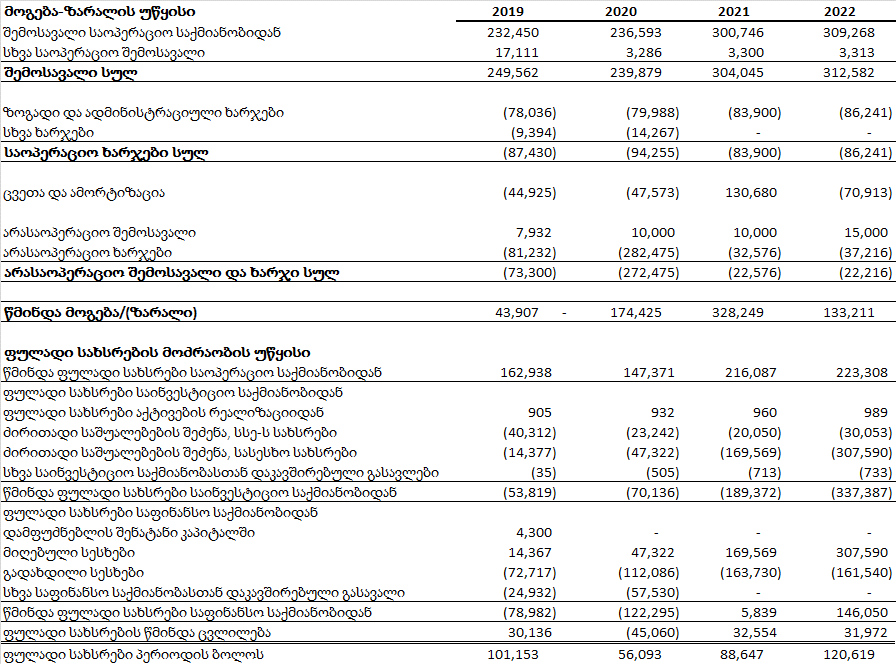 მოგება-ზარალის უწყისი 2019 2020 2021 2022
შემოსავალი საოპერაციო საქმიანობიდან 232,450 236,593 300,746 309,268
სხვა საოპერაციო შემოსავალი 17,111 3,286 3,300 3,313
შემოსავალი სულ 249,562 239,879 304,045 312,582
ზოგადი და ადმინისტრაციული ხარჯები (78,036) (79,988) (83,900) (86,241)
სხვა ხარჯები (9,394) (14,267) - -
საოპერაციო ხარჯები სულ (87,430) (94,255) (83,900) (86,241)
ცვეთა და ამორტიზაცია (44,925) (47,573) 130,680 (70,913)
არასაოპერაციო შემოსავალი 7,932 10,000 10,000 15,000
არასაოპერაციო ხარჯები (81,232) (282,475) (32,576) (37,216)
არასაოპერაციო შემოსავალი და ხარჯი სულ (73,300) (272,475) (22,576) (22,216)
წმინდა მოგება/(ზარალი) 43,907 - 174,425 328,249 133,211
ფულადი სახსრების მოძრაობის უწყისი
წმინდა ფულადი სახსრები საოპერაციო საქმიანობიდან 162,938 147,371 216,087 223,308
ფულადი სახსრები საინვესტიციო საქმიანობიდან
ფულადი სახსრები აქტივების რეალიზაციიდან 905 932 960 989
ძირითადი საშუალებების შეძენა, სსე-ს სახსრები (40,312) (23,242) (20,050) (30,053)
ძირითადი საშუალებების შეძენა, სასესხო სახსრები (14,377) (47,322) (169,569) (307,590)
სხვა საინვესტიციო საქმიანობასთან დაკავშირებული გასავლები (35) (505) (713) (733)
წმინდა ფულადი სახსრები საინვესტიციო საქმიანობიდან (53,819) (70,136) (189,372) (337,387)
ფულადი სახსრები საფინანსო საქმიანობიდან
დამფუძნებლის შენატანი კაპიტალში 4,300 - - -
მიღებული სესხები 14,367 47,322 169,569 307,590
გადახდილი სესხები (72,717) (112,086) (163,730) (161,540)
სხვა საფინანსო საქმიანობასთან დაკავშირებული გასავალი (24,932) (57,530) - -
წმინდა ფულადი სახსრები საფინანსო საქმიანობიდან (78,982) (122,295) 5,839 146,050
ფულადი სახსრების წმინდა ცვლილება 30,136 (45,060) 32,554 31,972
ფულადი სახსრები პერიოდის ბოლოს 101,153 56,093 88,647 120,619